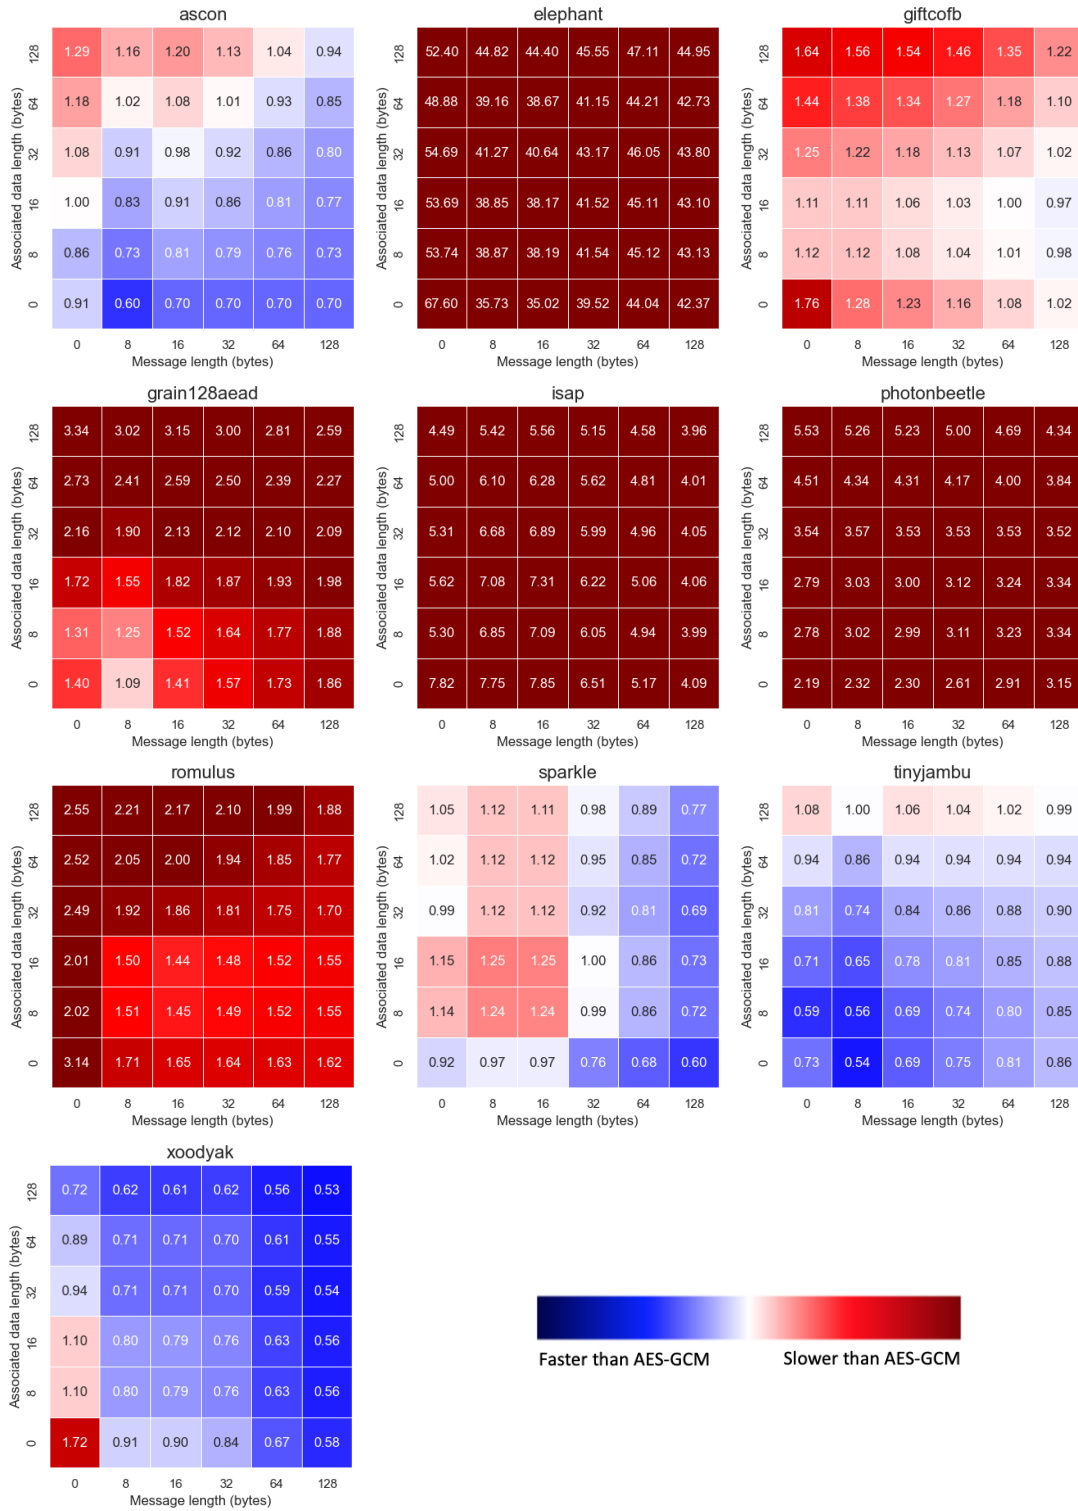 ascon elephant giftcofb
128 1.29 1.16 1.20 1.13 1.04 0.94 52.40 44.82 44.40 45.55 47.11 44.95 128 1.64 1.56 1.54 1.46 1.35 1.22
64 1.18 1.02 1.08 1.01 0.93 0.85 48.88 39.16 38.67 41.15 44.21 42.73 64 1.44 1.38 1.34 1.27 1.18 1.10
32 1.08 0.91 0.98 0.92 0.86 0.80 54.69 41.27 40.64 43.17 46.05 43.80 32 1.25 1.22 1.18 1.13 1.07 1.02
16 1.00 0.83 0.91 0.86 0.81 0.77 53.69 38.85 38.17 41.52 45.11 43.10 16 1.11 1.11 1.06 1.03 1.00 0.97
8 0.86 0.73 0.81 0.79 0.76 0.73 53.74 38.87 38.19 41.54 45.12 43.13 8 1.12 1.12 1.08 1.04 1.01 0.98
0 0.91 0.60 0.70 0.70 0.70 0.70 67.60 35.73 35.02 39.52 44.04 42.37 0 1.76 1.28 1.23 1.16 1.08 1.02
Associated data length (bytes) Associated data length (bytes) Associated data length (bytes)
0 8 16 32 64 128 0 8 16 32 64 128 0 8 16 32 64 128
Message length (bytes) Message length (bytes) Message length (bytes)
grain128aead isap photonbeetle
128 3.34 3.02 3.15 3.00 2.81 2.59 128 4.49 5.42 5.56 5.15 4.58 3.96 128 5.53 5.26 5.23 5.00 4.69 4.34
64 2.73 2.41 2.59 2.50 2.39 2.27 64 5.00 6.10 6.28 5.62 4.81 4.01 64 4.51 4.34 4.31 4.17 4.00 3.84
32 2.16 1.90 2.13 2.12 2.10 2.09 32 5.31 6.68 6.89 5.99 4.96 4.05 32 3.54 3.57 3.53 3.53 3.53 3.52
16 1.72 1.55 1.82 1.87 1.93 1.98 16 5.62 7.08 7.31 6.22 5.06 4.06 16 2.79 3.03 3.00 3.12 3.24 3.34
8 1.31 1.25 1.52 1.64 1.77 1.88 8 5.30 6.85 7.09 6.05 4.94 3.99 8 2.78 3.02 2.99 3.11 3.23 3.34
0 1.40 1.09 1.41 1.57 1.73 1.86 0 7.82 7.75 7.85 6.51 5.17 4.09 0 2.19 2.32 2.30 2.61 2.91 3.15
Associated data length (bytes) Associated data length (bytes) Associated data length (bytes)
0 8 16 32 64 128 0 8 16 32 64 128 0 8 16 32 64 128
Message length (bytes) Message length (bytes) Message length (bytes)
romulus sparkle tinyjambu
128 2.55 2.21 2.17 2.10 1.99 1.88 128 1.05 1.12 1.11 0.98 0.89 0.77 128 1.08 1.00 1.06 1.04 1.02 0.99
64 2.52 2.05 2.00 1.94 1.85 1.77 64 1.02 1.12 1.12 0.95 0.85 0.72 64 0.94 0.86 0.94 0.94 0.94 0.94
32 2.49 1.92 1.86 1.81 1.75 1.70 32 0.99 1.12 1.12 0.92 0.81 0.69 32 0.81 0.74 0.84 0.86 0.88 0.90
16 2.01 1.50 1.44 1.48 1.52 1.55 16 1.15 1.25 1.25 1.00 0.86 0.73 16 0.71 0.65 0.78 0.81 0.85 0.88
8 2.02 1.51 1.45 1.49 1.52 1.55 8 1.14 1.24 1.24 0.99 0.86 0.72 8 0.59 0.56 0.69 0.74 0.80 0.85
0 3.14 1.71 1.65 1.64 1.63 1.62 0 0.92 0.97 0.97 0.76 0.68 0.60 0 0.73 0.54 0.69 0.75 0.81 0.86
Associated data length (bytes) Associated data length (bytes) Associated data length (bytes)
0 8 16 32 64 128 0 8 16 32 64 128 0 8 16 32 64 128
Message length (bytes) Message length (bytes) Message length (bytes)
xoodyak
128 0.72 0.62 0.61 0.62 0.56 0.53
64 0.89 0.71 0.71 0.70 0.61 0.55
32 0.94 0.71 0.71 0.70 0.59 0.54
16 1.10 0.80 0.79 0.76 0.63 0.56
8 1.10 0.80 0.79 0.76 0.63 0.56
0 1.72 0.91 0.90 0.84 0.67 0.58
Associated data length (bytes)
0 8 16 32 64 128
Message length (bytes)
Faster than AES-GCM Slower than AES-GCM